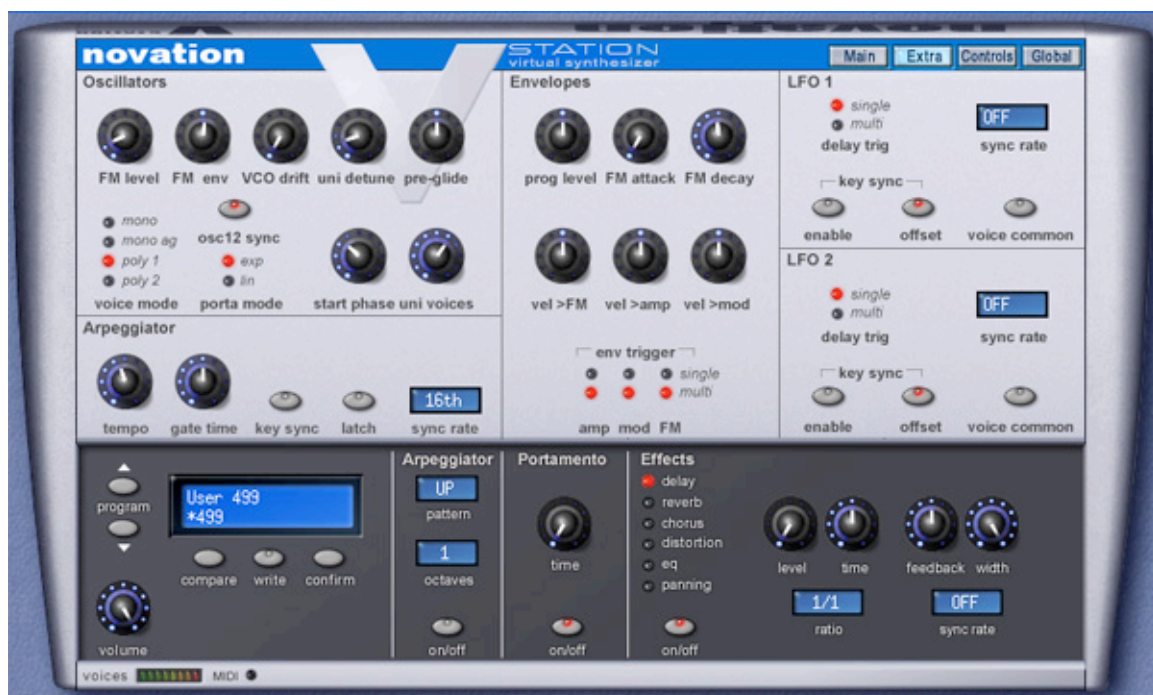 novation
STATION
virtual synthesizer
Main Extra Controls Global
Oscillators
FM level FM env VCO drift uni detune pre-glide
mono
mono ag
poly 1
poly 2
voice mode
osc12 sync
exp
lin
porta mode
start phase uni voices
Arpeggiator
tempo gate time key sync latch
16th
sync rate
Envelopes
prog level FM attack FM decay
vel >FM vel >amp vel >mod
env trigger
single
multi
amp mod FM
LFO 1
single
multi
delay trig
OFF
sync rate
key sync
enable offset voice common
LFO 2
single
multi
delay trig
OFF
sync rate
key sync
enable offset voice common
program
User 499
*499
compare write confirm
volume
Arpeggiator
UP
pattern
1
octaves
on/off
Portamento
time
on/off
Effects
delay
reverb
chorus
distortion
eq
panning
on/off
level time feedback width
1/1
ratio
OFF
sync rate
voices MIDI